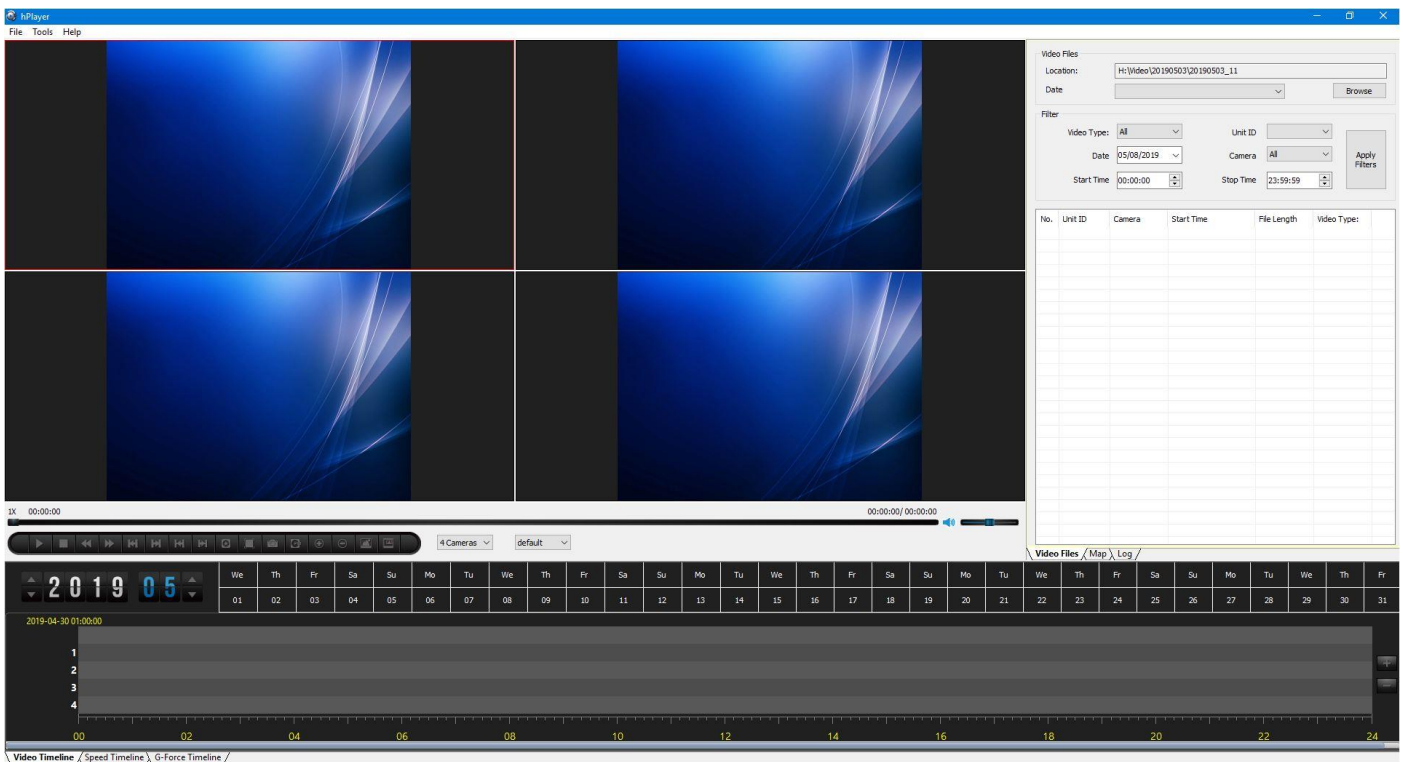 hPlayer
File Tools Help
Video Files
Location: H:\Video\20190503\20190503_11
Date Browse
Filter
Video Type: All Unit ID
Date 05/08/2019 Camera All Apply Filters
Start Time 00:00:00 Stop Time 23:59:59
No. Unit ID Camera Start Time File Length Video Type:
1X 00:00:00 00:00:00/ 00:00:00
4 Cameras default
Video Files Map Log
2019 05
We Th Fr Sa Su Mo Tu We Th Fr Sa Su Mo Tu We Th Fr Sa Su Mo Tu We Th Fr Sa Su Mo Tu We Th Fr
01 02 03 04 05 06 07 08 09 10 11 12 13 14 15 16 17 18 19 20 21 22 23 24 25 26 27 28 29 30 31
2019-04-30 01:00:00
1
2
3
4
00 02 04 06 08 10 12 14 16 18 20 22 24
Video Timeline Speed Timeline G-Force Timeline